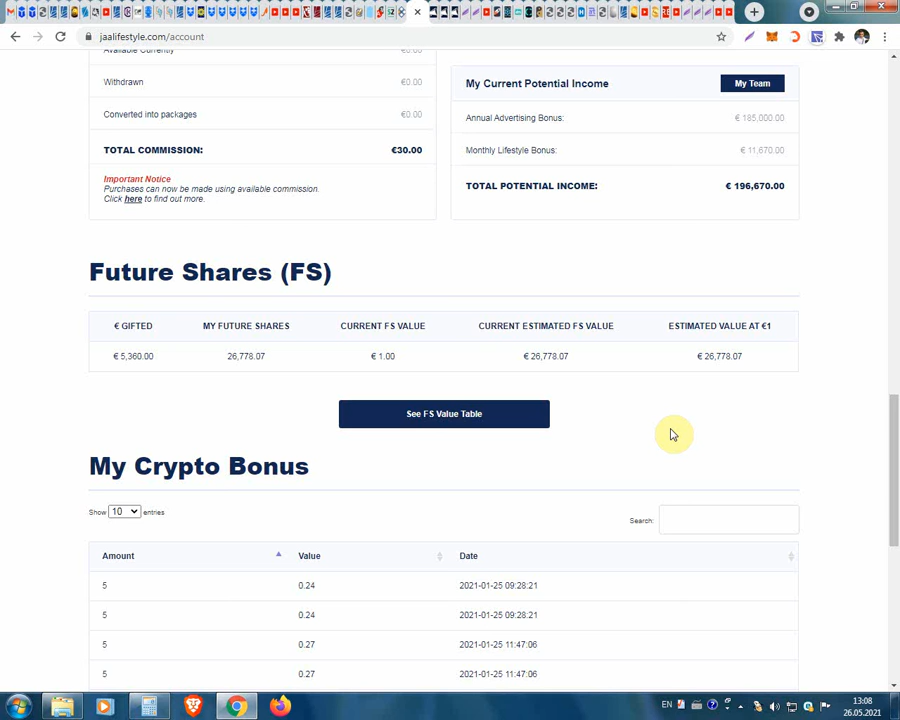 jaalifestyle.com/account
Available Currently €0.00
Withdrawn €0.00
Converted into packages €0.00
TOTAL COMMISSION: €30.00
Important Notice
Purchases can now be made using available commission.
Click here to find out more.
My Current Potential Income My Team
Annual Advertising Bonus: € 185,000.00
Monthly Lifestyle Bonus: € 11,670.00
TOTAL POTENTIAL INCOME: € 196,670.00
Future Shares (FS)
€ GIFTED MY FUTURE SHARES CURRENT FS VALUE CURRENT ESTIMATED FS VALUE ESTIMATED VALUE AT €1
€ 5,360.00 26,778.07 € 1.00 € 26,778.07 € 26,778.07
See FS Value Table
My Crypto Bonus
Show 10 entries
Search:
Amount Value Date
5 0.24 2021-01-25 09:28:21
5 0.24 2021-01-25 09:28:21
5 0.27 2021-01-25 11:47:06
5 0.27 2021-01-25 11:47:06
EN 13:08
26.05.2021